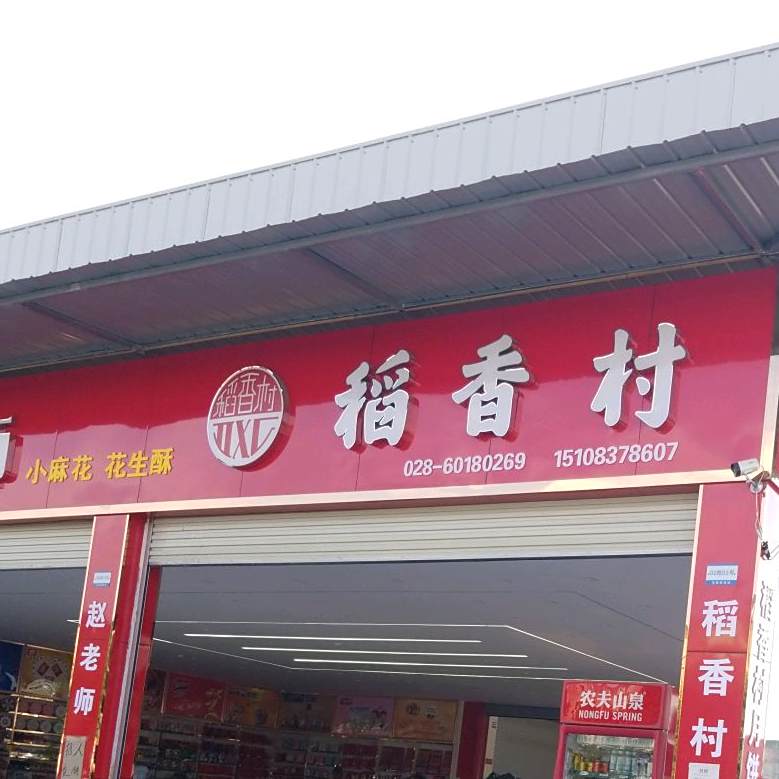 稻香村
DXC
稻香村
小麻花 花生酥
028-60180269 15108378607
赵老师
稻香村
农夫山泉
NONGFU SPRING